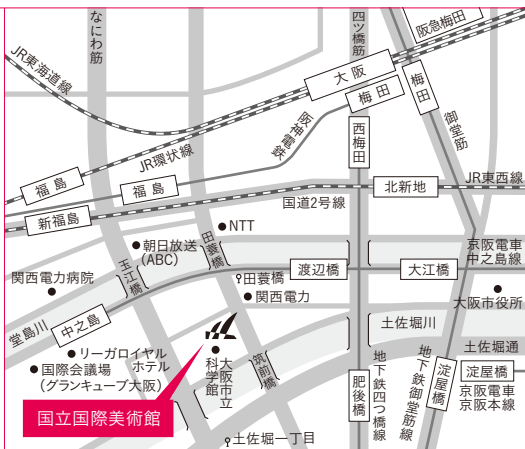 なにわ筋
四ツ橋筋
阪急梅田
JR東海道線
大阪
梅田
梅田
御堂筋
阪神電鉄
西梅田
JR環状線
福島
福島
北新地
JR東西線
新福島
国道2号線
NTT
朝日放送
(ABC)
田蓑橋
玉江橋
京阪電車
中之島線
関西電力病院
田蓑橋
渡辺橋
大江橋
関西電力
大阪市役所
堂島川
中之島
土佐堀川
リーガロイヤル
ホテル
国際会議場
(グランキューブ大阪)
大阪市立
科学館
筑前橋
土佐堀通
国立国際美術館
肥後橋
地下鉄四つ橋線
地下鉄御堂筋線
淀屋橋
淀屋橋
京阪電車
京阪本線
土佐堀一丁目